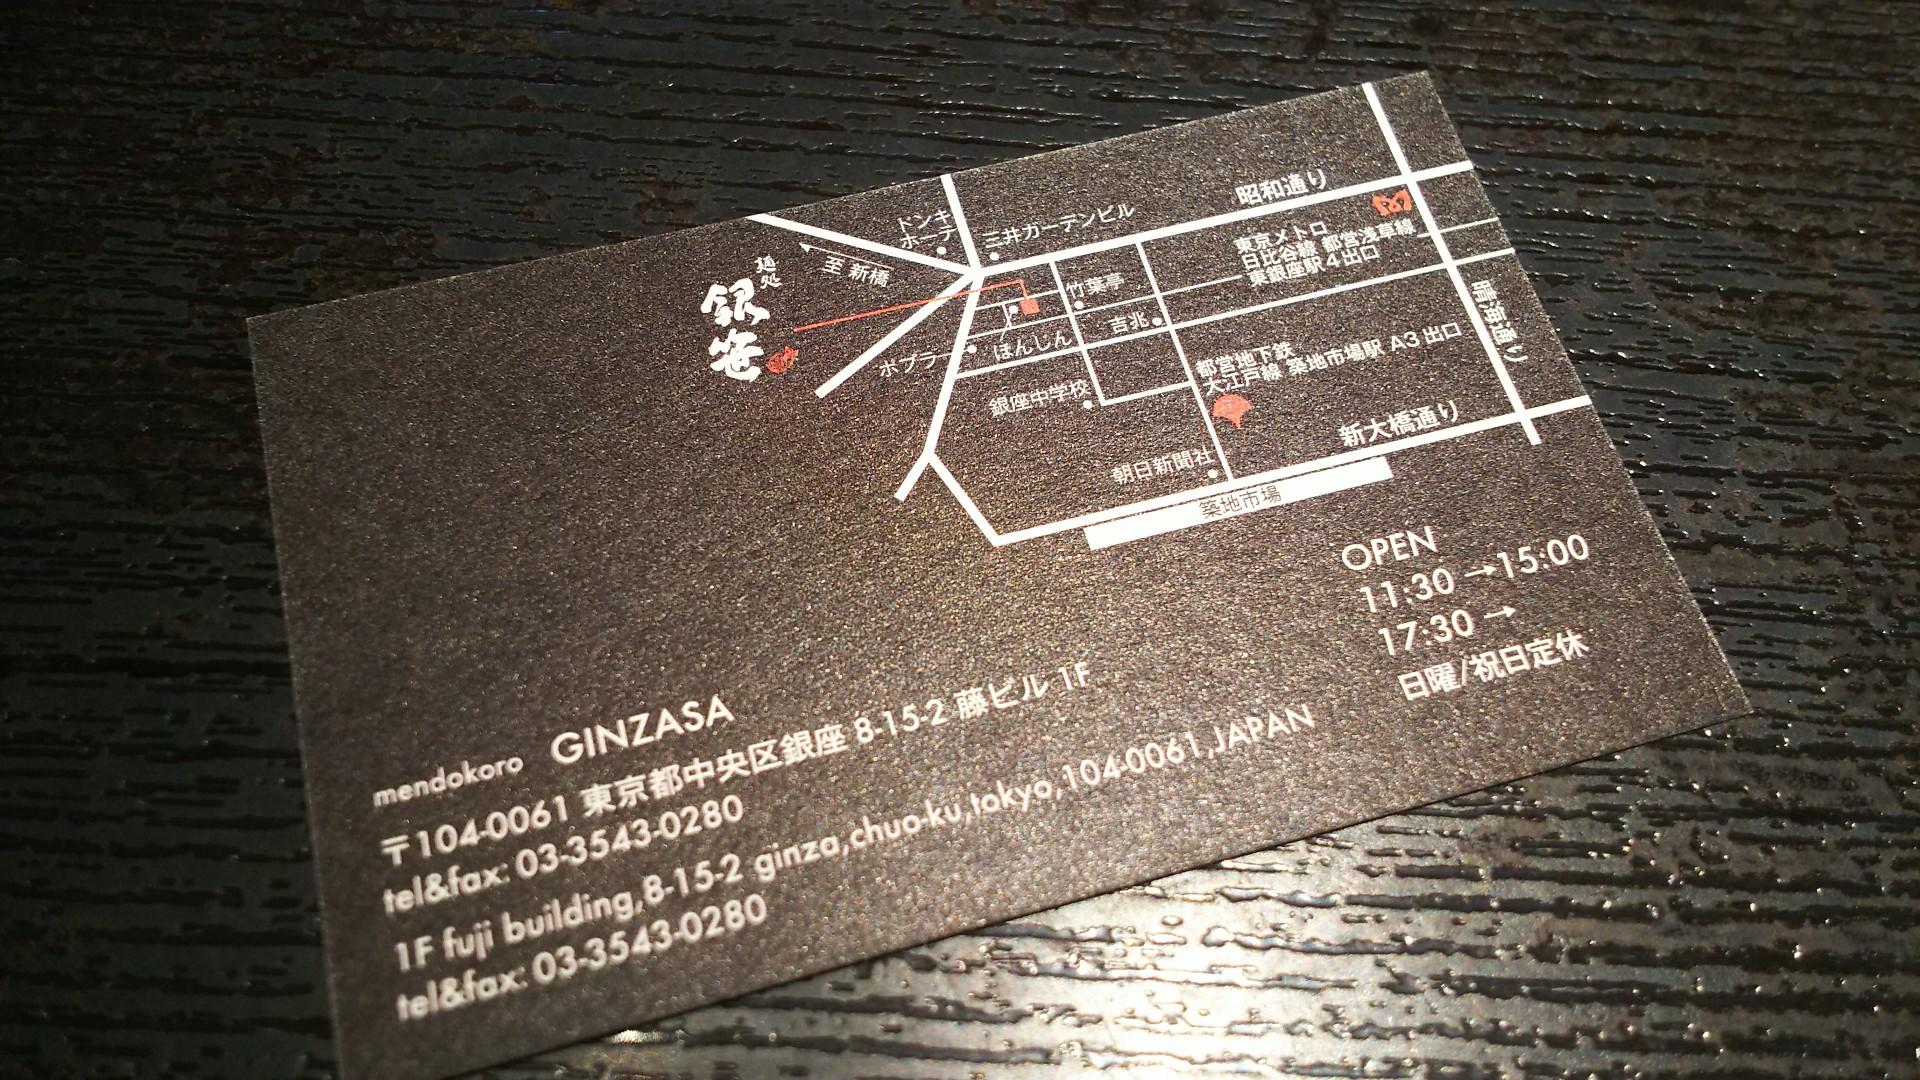 昭和通り
ドンキ
ホーテ
三井ガーデンビル
至 新橋
麺処
銀笹
東京メトロ
日比谷線 都営浅草線
東銀座駅4出口
竹葉亭
吉兆
ほんじん
ポプラ
晴海通り
都営地下鉄
大江戸線 築地市場駅 A3 出口
銀座中学校
新大橋通り
朝日新聞社
築地市場
OPEN
11:30 →15:00
17:30 →
日曜/祝日定休
mendokoro GINZASA
〒104-0061 東京都中央区銀座 8-15-2 藤ビル 1F
tel&fax: 03-3543-0280
1F fuji building,8-15-2 ginza,chuo-ku,tokyo,104-0061,JAPAN
tel&fax: 03-3543-0280